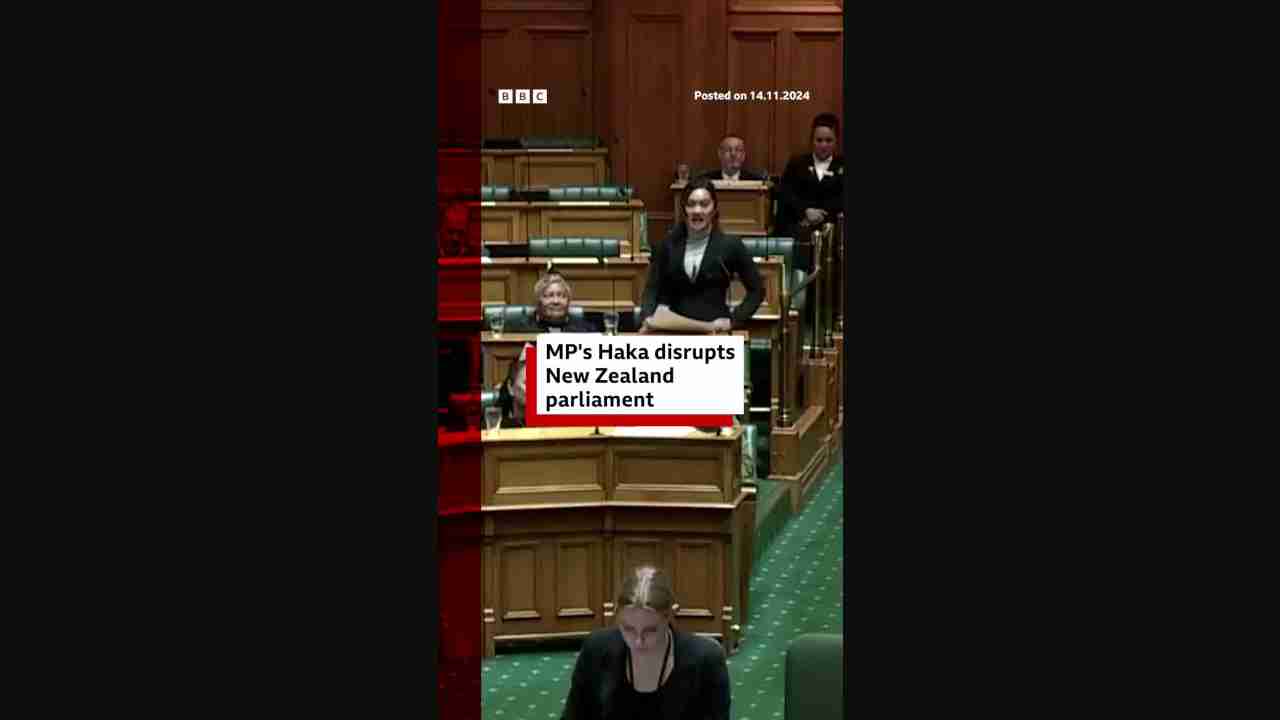 BBC
Posted on 14.11.2024
MP's Haka disrupts
New Zealand
parliament